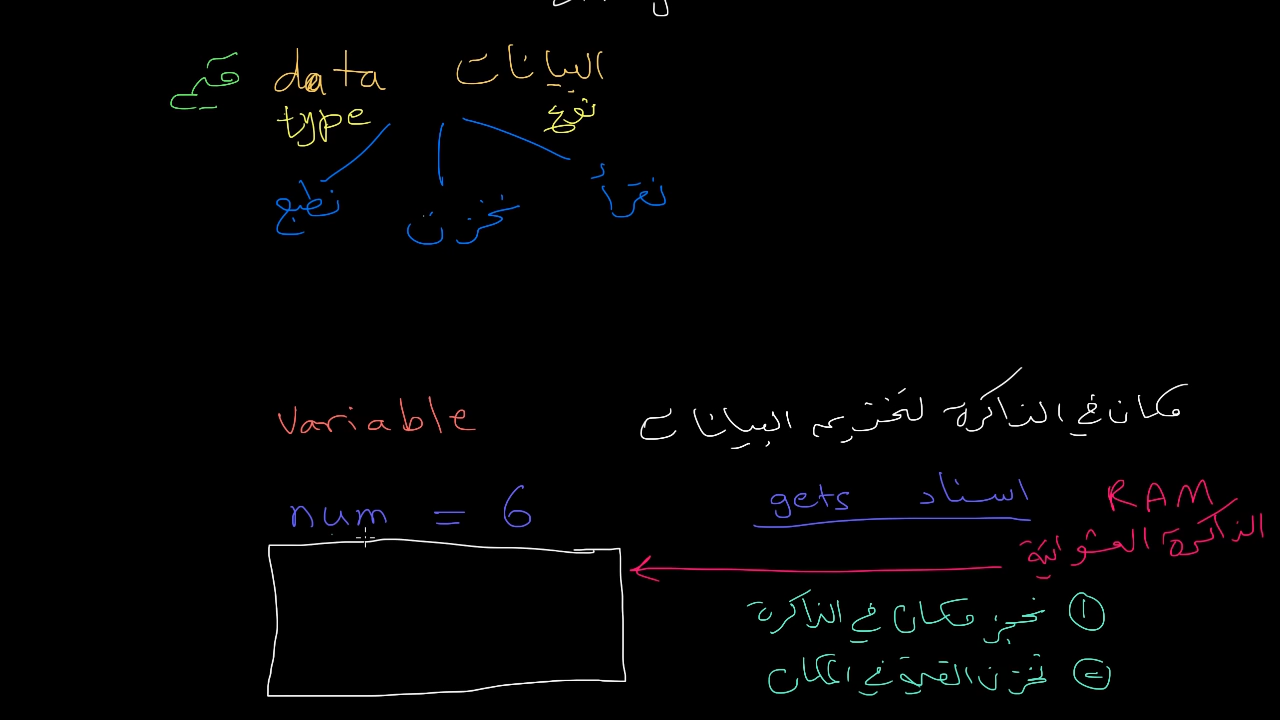 البيانات data قيم
نوع type
نقرأ نخزن نطبع
variable مكان في الذاكرة لتخزين البيانات
num = 6 gets اسناد RAM
الذاكرة العشوائية
① نحجز مكان في الذاكرة
② نخزن القيمة في المكان